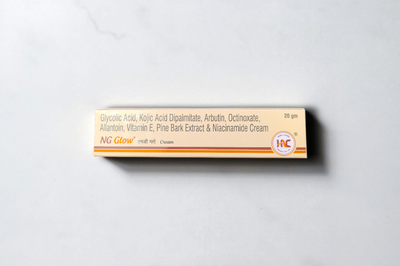 Glycolic Acid, Kojic Acid Dipalmitate, Arbutin, Octinoxate,
Allantoin, Vitamin E, Pine Bark Extract & Niacinamide Cream
20 gm
NG Glow Cream